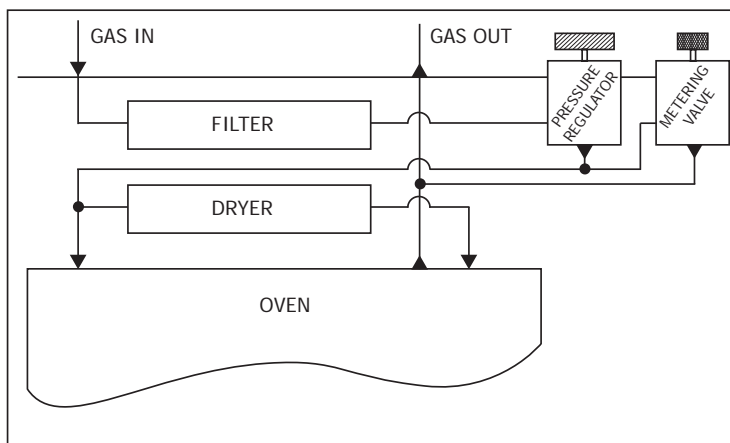 GAS IN
GAS OUT
PRESSURE
REGULATOR
METERING
VALVE
FILTER
DRYER
OVEN